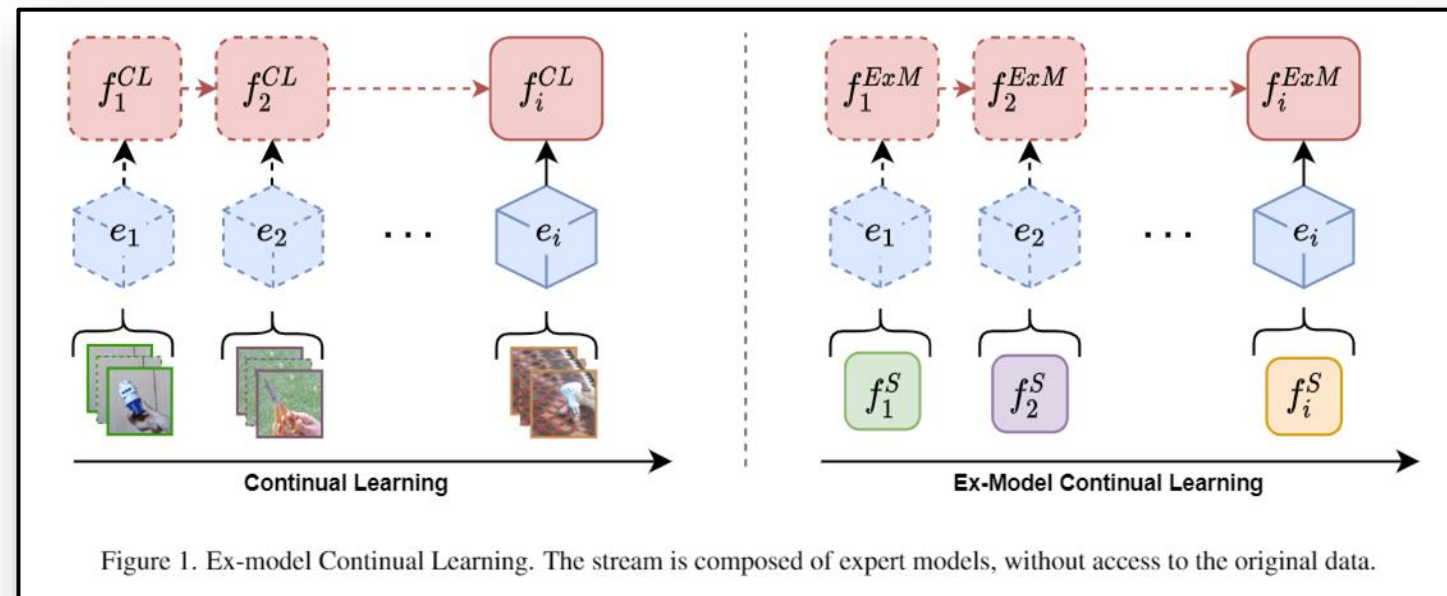 f_1^{CL} f_2^{CL} f_i^{CL} f_1^{ExM} f_2^{ExM} f_i^{ExM}
e_1 e_2 ... e_i e_1 e_2 ... e_i
f_1^S f_2^S f_i^S
Continual Learning Ex-Model Continual Learning
Figure 1. Ex-model Continual Learning. The stream is composed of expert models, without access to the original data.